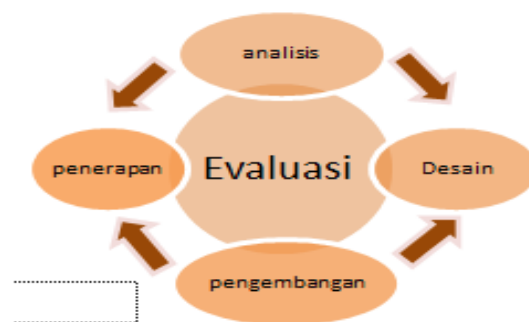 analisis
penerapan
Evaluasi
Desain
pengembangan